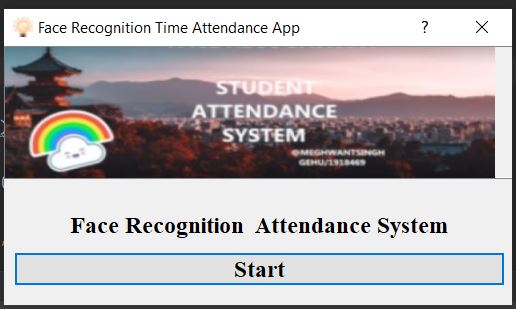 Face Recognition Time Attendance App
?
STUDENT
ATTENDANCE
SYSTEM
@MEGHWANTSINGH
GEHU/1918469
Face Recognition  Attendance System
Start